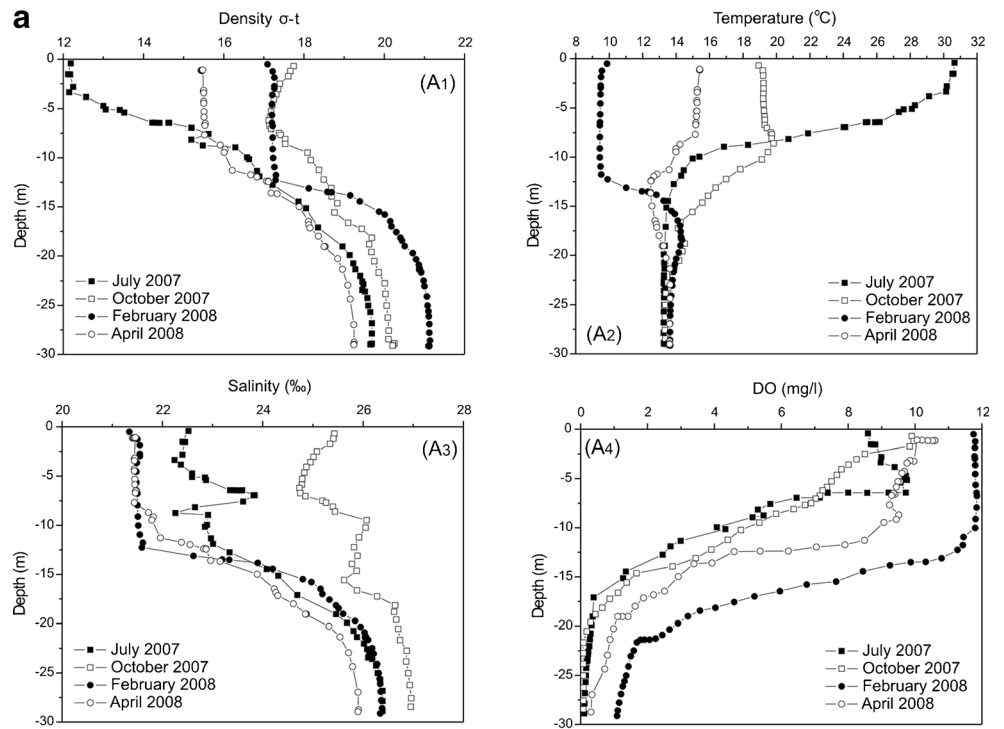 a
Density σ-t
12 14 16 18 20 22
0
-5
-10
-15
-20
-25
-30
Depth (m)
(A1)
July 2007
October 2007
February 2008
April 2008
Temperature (°C)
8 10 12 14 16 18 20 22 24 26 28 30 32
0
-5
-10
-15
-20
-25
-30
Depth (m)
July 2007
October 2007
February 2008
April 2008
(A2)
Salinity (‰)
20 22 24 26 28
0
-5
-10
-15
-20
-25
-30
Depth (m)
(A3)
July 2007
October 2007
February 2008
April 2008
DO (mg/l)
0 2 4 6 8 10 12
0
-5
-10
-15
-20
-25
-30
Depth (m)
(A4)
July 2007
October 2007
February 2008
April 2008